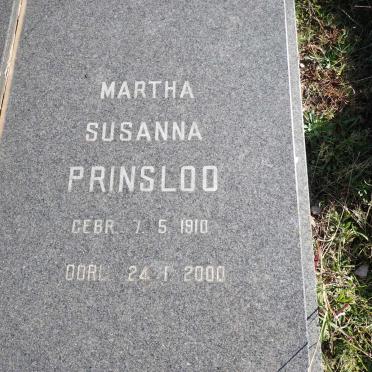 MARTHA
SUSANNA
PRINSLOO
GEBR. 7. 5. 1910
OORL. 24. 1. 2000